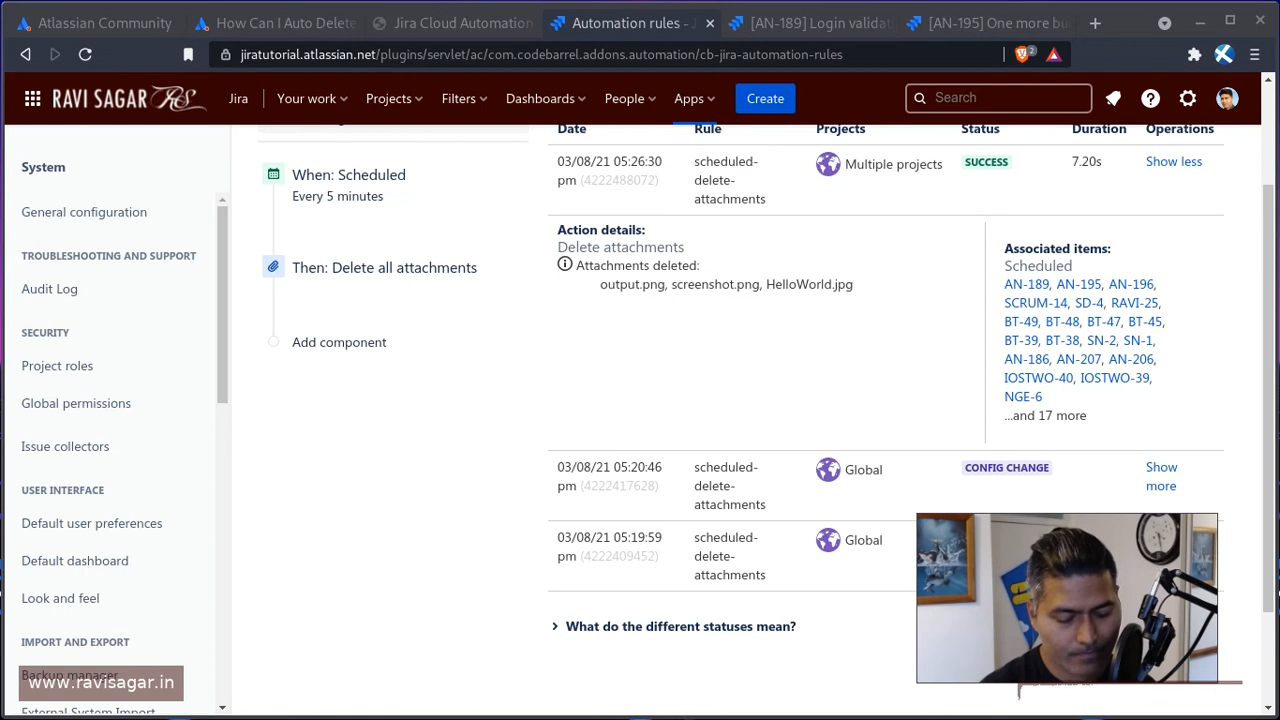 Atlassian Community
How Can I Auto Delete
Jira Cloud Automation
Automation rules - J
[AN-189] Login validat
[AN-195] One more bu
jiratutorial.atlassian.net/plugins/servlet/ac/com.codebarrel.addons.automation/cb-jira-automation-rules
2
RAVI SAGAR RS
Jira
Your work
Projects
Filters
Dashboards
People
Apps
Create
Search
System
General configuration
TROUBLESHOOTING AND SUPPORT
Audit Log
SECURITY
Project roles
Global permissions
Issue collectors
USER INTERFACE
Default user preferences
Default dashboard
Look and feel
IMPORT AND EXPORT
Backup manager
External System Import
www.ravisagar.in
When: Scheduled
Every 5 minutes
Then: Delete all attachments
Add component
Date
Rule
Projects
Status
Duration
Operations
03/08/21 05:26:30
pm (4222488072)
scheduled-
delete-
attachments
Multiple projects
SUCCESS
7.20s
Show less
Action details:
Delete attachments
Attachments deleted:
output.png, screenshot.png, HelloWorld.jpg
Associated items:
Scheduled
AN-189, AN-195, AN-196,
SCRUM-14, SD-4, RAVI-25,
BT-49, BT-48, BT-47, BT-45,
BT-39, BT-38, SN-2, SN-1,
AN-186, AN-207, AN-206,
IOSTWO-40, IOSTWO-39,
NGE-6
...and 17 more
03/08/21 05:20:46
pm (4222417628)
scheduled-
delete-
attachments
Global
CONFIG CHANGE
Show
more
03/08/21 05:19:59
pm (4222409452)
scheduled-
delete-
attachments
Global
What do the different statuses mean?